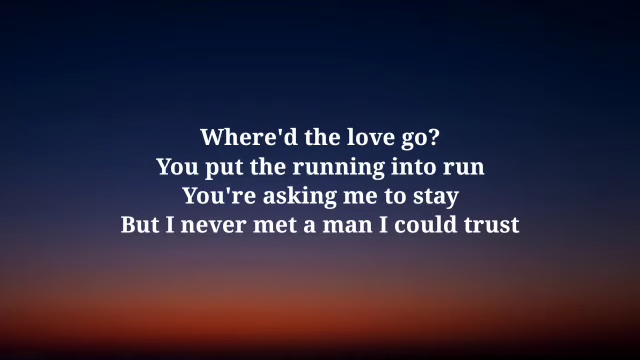 Where'd the love go?
You put the running into run
You're asking me to stay
But I never met a man I could trust